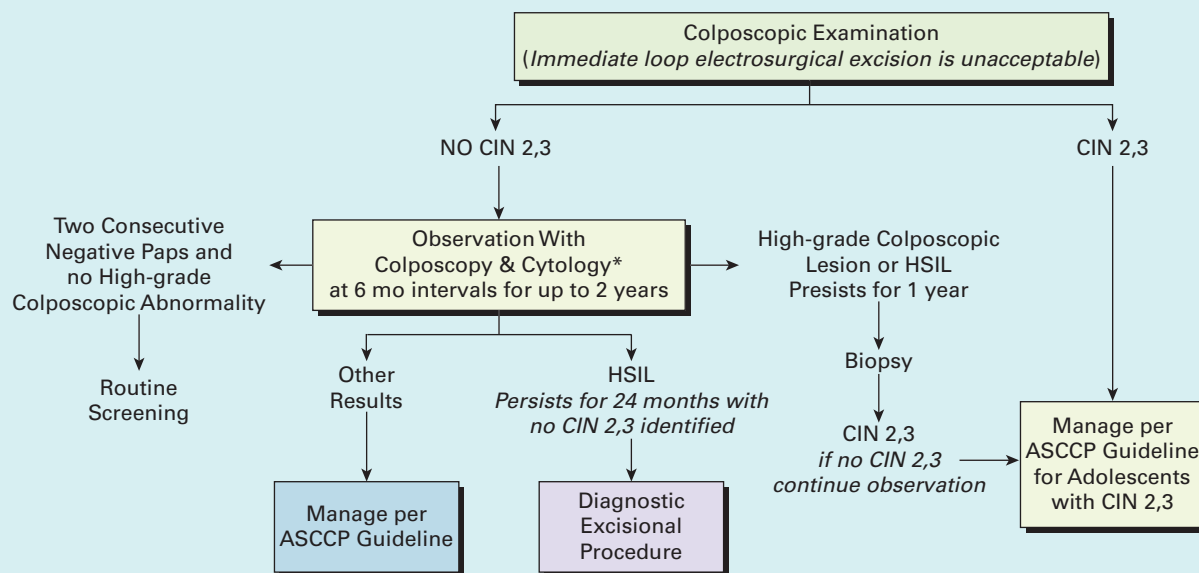 Colposcopic Examination
(Immediate loop electrosurgical excision is unacceptable)
NO CIN 2,3
CIN 2,3
Two Consecutive
Negative Paps and
no High-grade
Colposcopic Abnormality
Observation With
Colposcopy & Cytology*
at 6 mo intervals for up to 2 years
High-grade Colposcopic
Lesion or HSIL
Presists for 1 year
Routine
Screening
Other
Results
HSIL
Persists for 24 months with
no CIN 2,3 identified
Biopsy
CIN 2,3
if no CIN 2,3
continue observation
Manage per
ASCCP Guideline
for Adolescents
with CIN 2,3
Manage per
ASCCP Guideline
Diagnostic
Excisional
Procedure